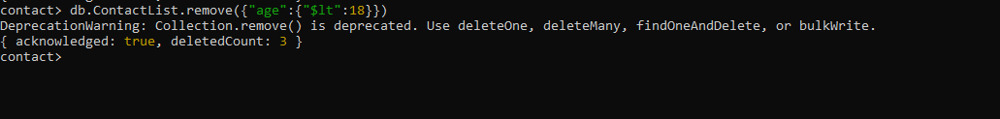 contact> db.ContactList.remove({"age":{"$lt":18}})
DeprecationWarning: Collection.remove() is deprecated. Use deleteOne, deleteMany, findOneAndDelete, or bulkWrite.
{ acknowledged: true, deletedCount: 3 }
contact>